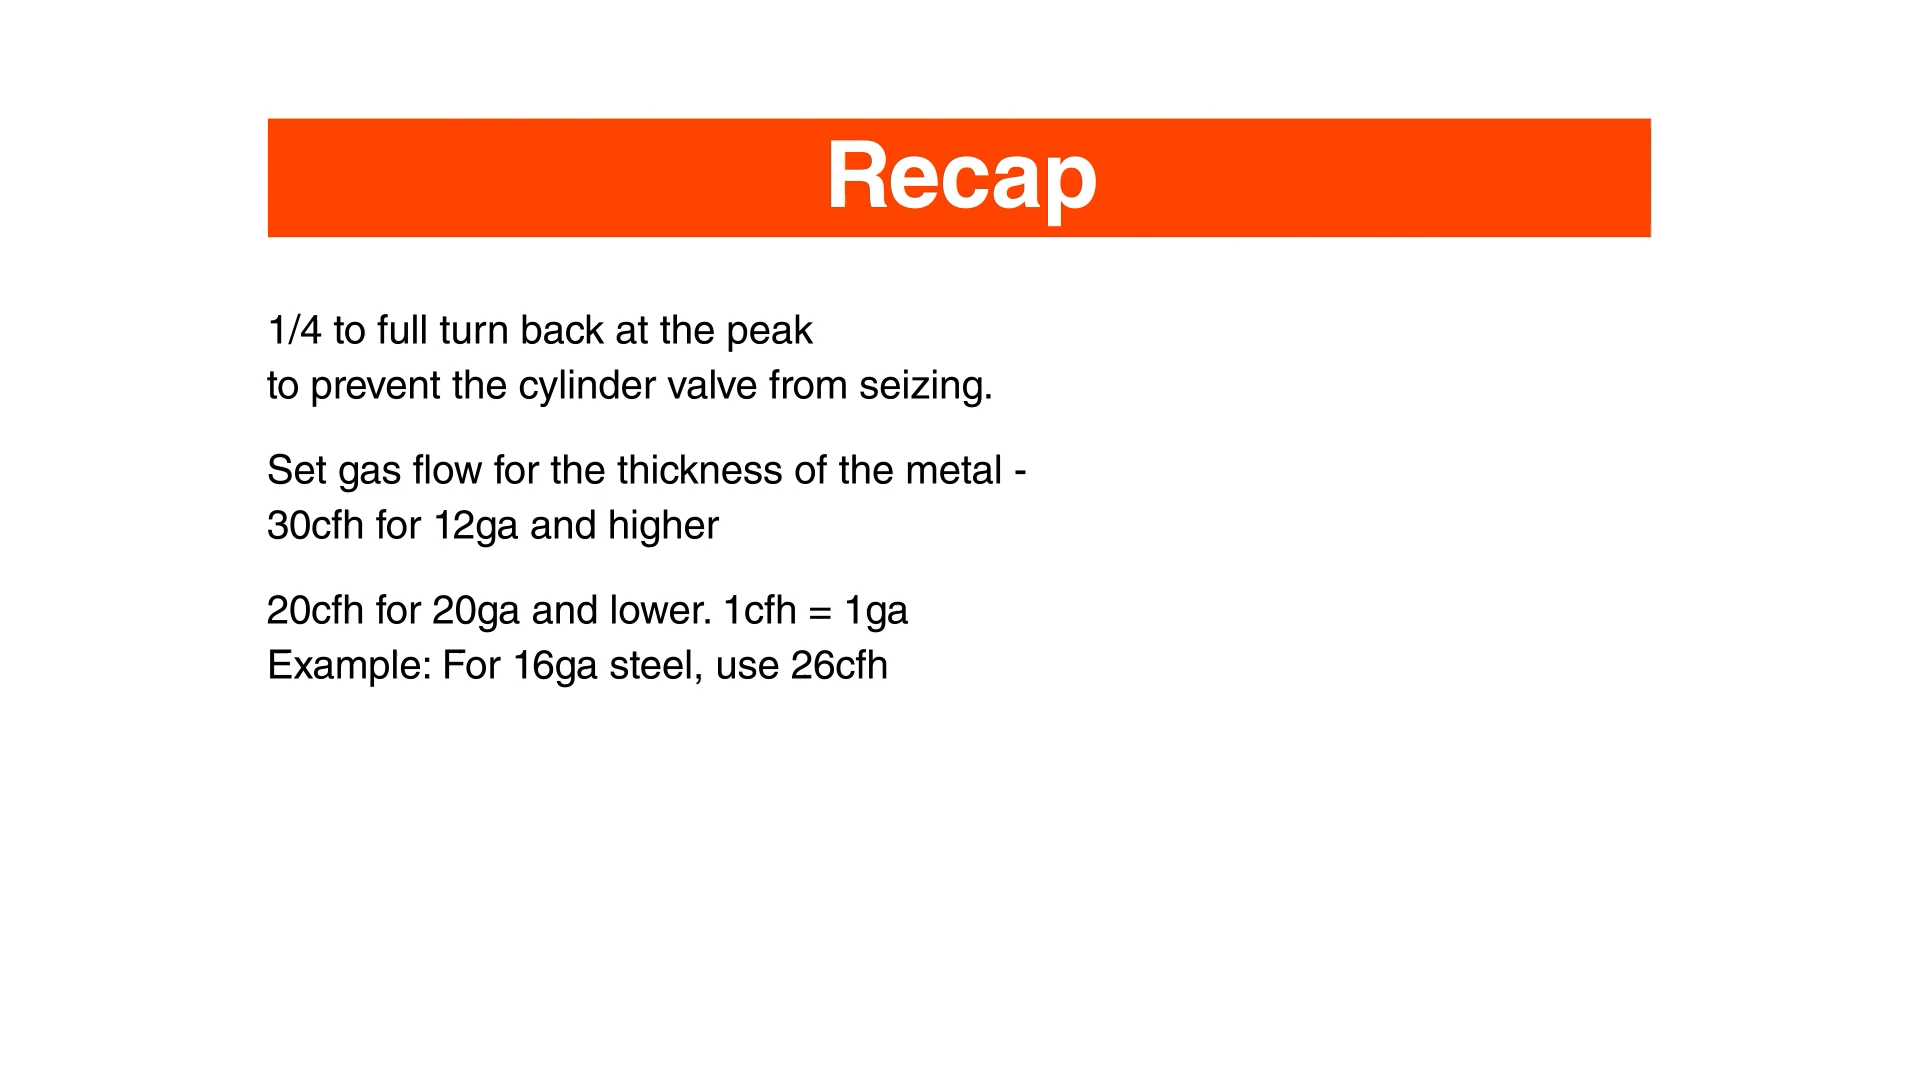 Recap
1/4 to full turn back at the peak
to prevent the cylinder valve from seizing.
Set gas flow for the thickness of the metal -
30cfh for 12ga and higher
20cfh for 20ga and lower. 1cfh = 1ga
Example: For 16ga steel, use 26cfh